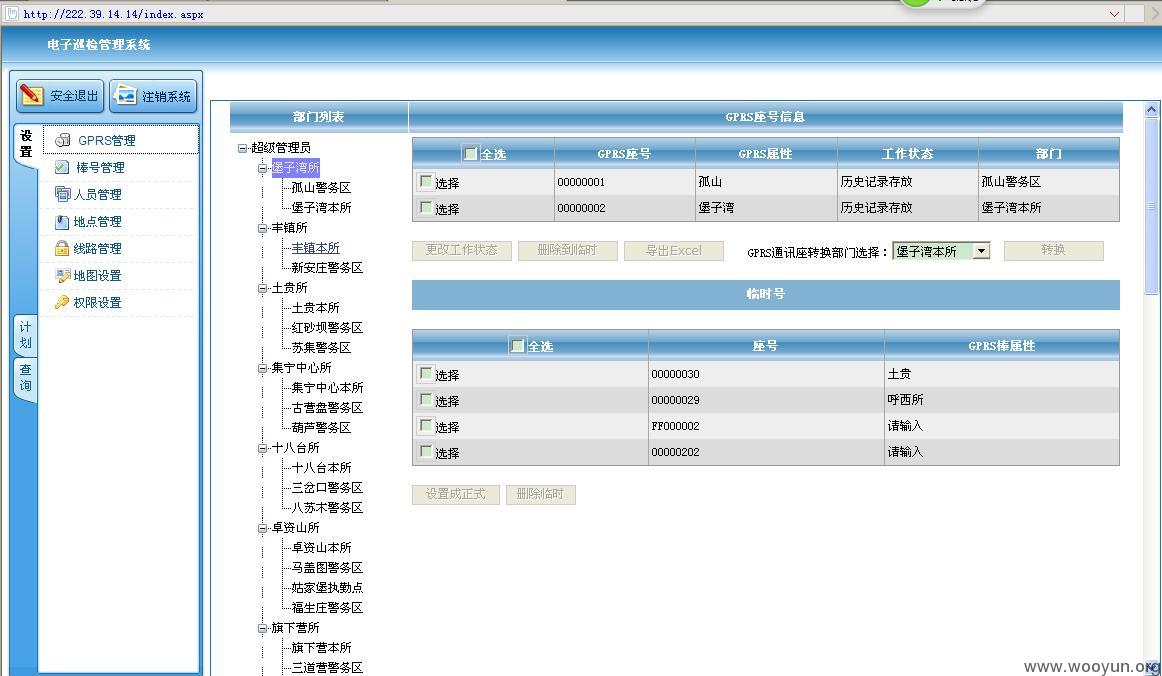 http://222.39.14.14/index.aspx
电子巡检管理系统
安全退出 注销系统
设置
GPRS管理
棒号管理
人员管理
地点管理
线路管理
地图设置
权限设置
计划
查询
部门列表
超级管理员
堡子湾所
孤山警务区
堡子湾本所
丰镇所
丰镇本所
新安庄警务区
土贵所
土贵本所
红砂坝警务区
苏集警务区
集宁中心所
集宁中心本所
古营盘警务区
葫芦警务区
十八台所
十八台本所
三岔口警务区
八苏木警务区
卓资山所
卓资山本所
马盖图警务区
姑家堡执勤点
福生庄警务区
旗下营所
旗下营本所
三道营警务区
GPRS座号信息
全选 GPRS座号 GPRS属性 工作状态 部门
选择 00000001 孤山 历史记录存放 孤山警务区
选择 00000002 堡子湾 历史记录存放 堡子湾本所
更改工作状态 删除到临时 导出Excel GPRS通讯座转换部门选择： 堡子湾本所 转换
临时号
全选 座号 GPRS棒属性
选择 00000030 土贵
选择 00000029 呼西所
选择 FF000002 请输入
选择 00000202 请输入
设置成正式 删除临时
www.wooyun.org